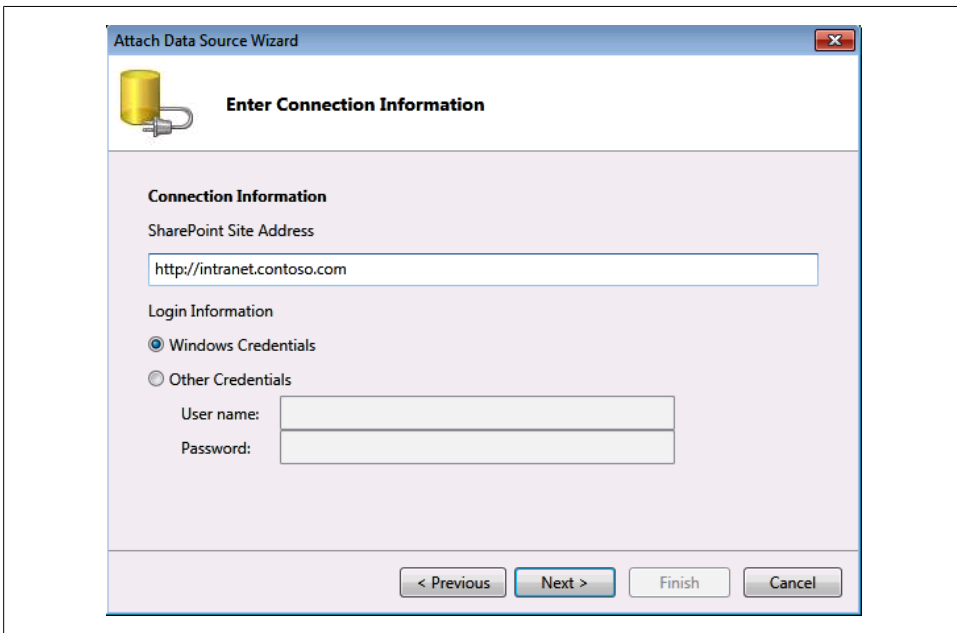 Attach Data Source Wizard
Enter Connection Information
Connection Information
SharePoint Site Address
http://intranet.contoso.com
Login Information
Windows Credentials
Other Credentials
User name:
Password:
< Previous Next > Finish Cancel